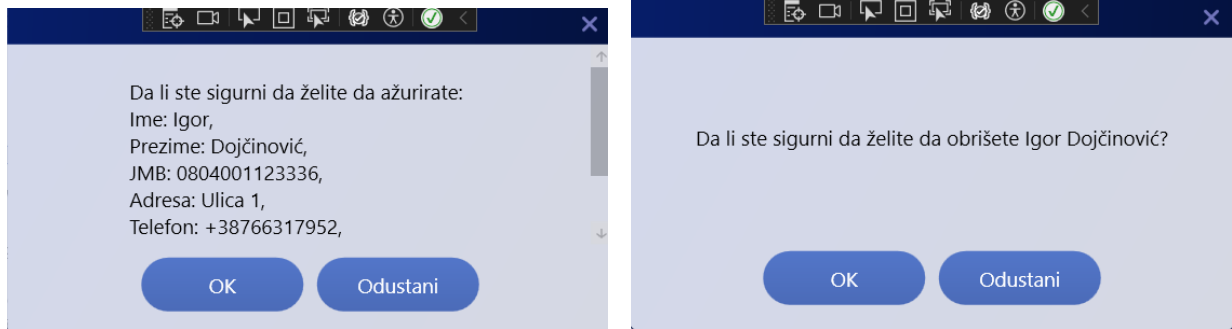 Da li ste sigurni da želite da ažurirate:
Ime: Igor,
Prezime: Dojčinović,
JMB: 0804001123336,
Adresa: Ulica 1,
Telefon: +38766317952,
OK
Odustani
Da li ste sigurni da želite da obrišete Igor Dojčinović?
OK
Odustani